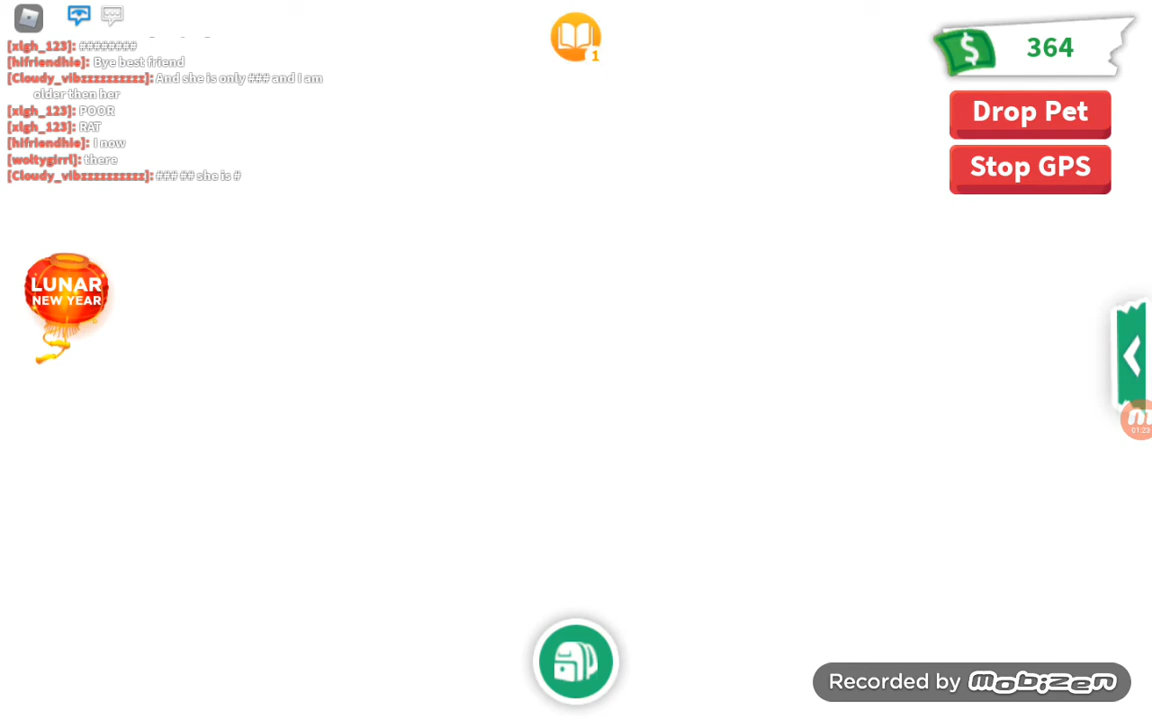 [xlgh_123]: ########
[hifriendhie]: Bye best friend
[Cloudy_vibzzzzzzzzzz]: And she is only ### and I am
older then her
[xlgh_123]: POOR
[xlgh_123]: RAT
[hifriendhie]: I now
[woltygirrl]: there
[Cloudy_vibzzzzzzzzzz]: ### ## she is #
1
$ 364
Drop Pet
Stop GPS
LUNAR
NEW YEAR
01:23
Recorded by mobizen